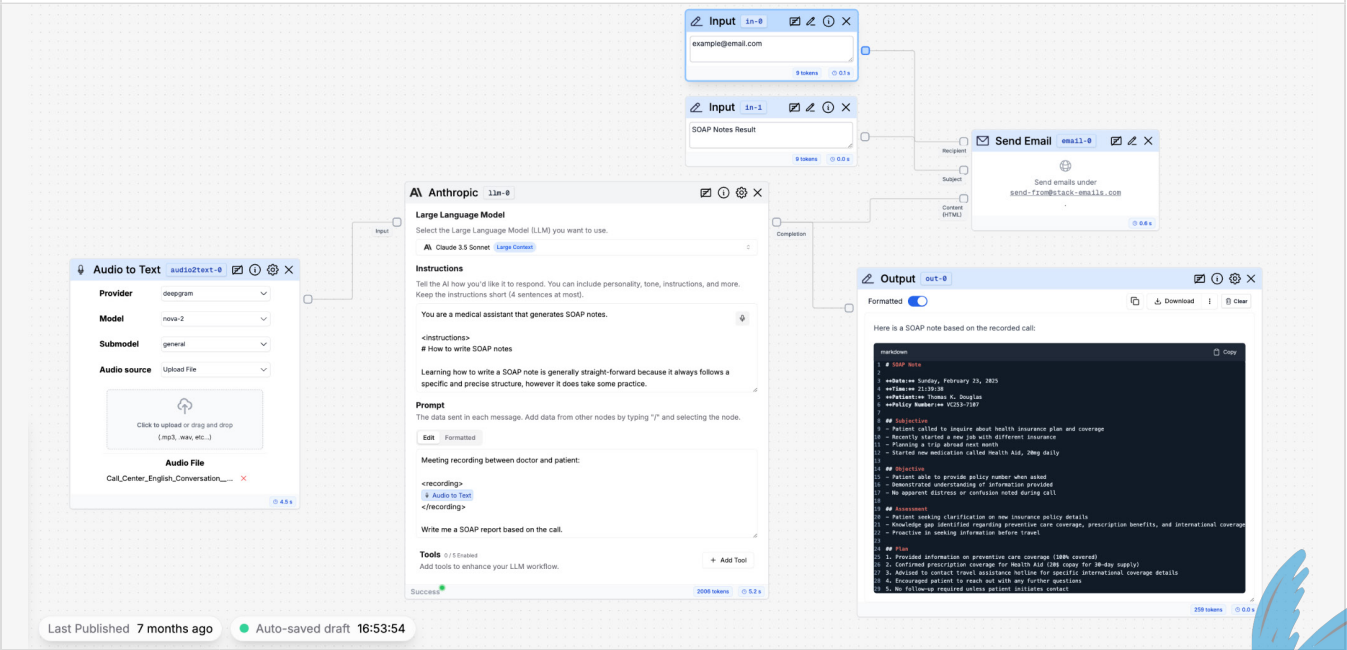 Input in-0
example@email.com
9 tokens 0.1 s
Input in-1
SOAP Notes Result
9 tokens 0.0 s
Send Email email-0
Recipient
Subject
Content
(HTML)
Send emails under
send-from@stack-emails.com
.
0.6 s
Audio to Text audio2text-0
Provider deepgram
Model nova-2
Submodel general
Audio source Upload File
Click to upload or drag and drop
(.mp3, .wav, etc...)
Audio File
Call_Center_English_Conversation__...
4.5 s
Input
Anthropic llm-0
Large Language Model
Select the Large Language Model (LLM) you want to use.
Claude 3.5 Sonnet Large Context
Instructions
Tell the AI how you'd like it to respond. You can include personality, tone, instructions, and more.
Keep the instructions short (4 sentences at most).
You are a medical assistant that generates SOAP notes.
<instructions>
# How to write SOAP notes
Learning how to write a SOAP note is generally straight-forward because it always follows a
specific and precise structure, however it does take some practice.
Prompt
The data sent in each message. Add data from other nodes by typing "/" and selecting the node.
Edit Formatted
Meeting recording between doctor and patient:
<recording>
Audio to Text
</recording>
Write me a SOAP report based on the call.
Tools 0 / 5 Enabled
Add tools to enhance your LLM workflow.
+ Add Tool
Success
2006 tokens 5.2 s
Completion
Output out-0
Formatted
Download
Clear
Here is a SOAP note based on the recorded call:
markdown
Copy
1 # SOAP Note
2
3 **Date:** Sunday, February 23, 2025
4 **Time:** 21:39:38
5 **Patient:** Thomas K. Douglas
6 **Policy Number:** VC253-7107
7
8 ## Subjective
9 - Patient called to inquire about health insurance plan and coverage
10 - Recently started a new job with different insurance
11 - Planning a trip abroad next month
12 - Started new medication called Health Aid, 20mg daily
13
14 ## Objective
15 - Patient able to provide policy number when asked
16 - Demonstrated understanding of information provided
17 - No apparent distress or confusion noted during call
18
19 ## Assessment
20 - Patient seeking clarification on new insurance policy details
21 - Knowledge gap identified regarding preventive care coverage, prescription benefits, and international coverage
22 - Proactive in seeking information before travel
23
24 ## Plan
25 1. Provided information on preventive care coverage (100% covered)
26 2. Confirmed prescription coverage for Health Aid (20$ copay for 30-day supply)
27 3. Advised to contact travel assistance hotline for specific international coverage details
28 4. Encouraged patient to reach out with any further questions
29 5. No follow-up required unless patient initiates contact
259 tokens 0.0 s
Last Published 7 months ago
Auto-saved draft 16:53:54